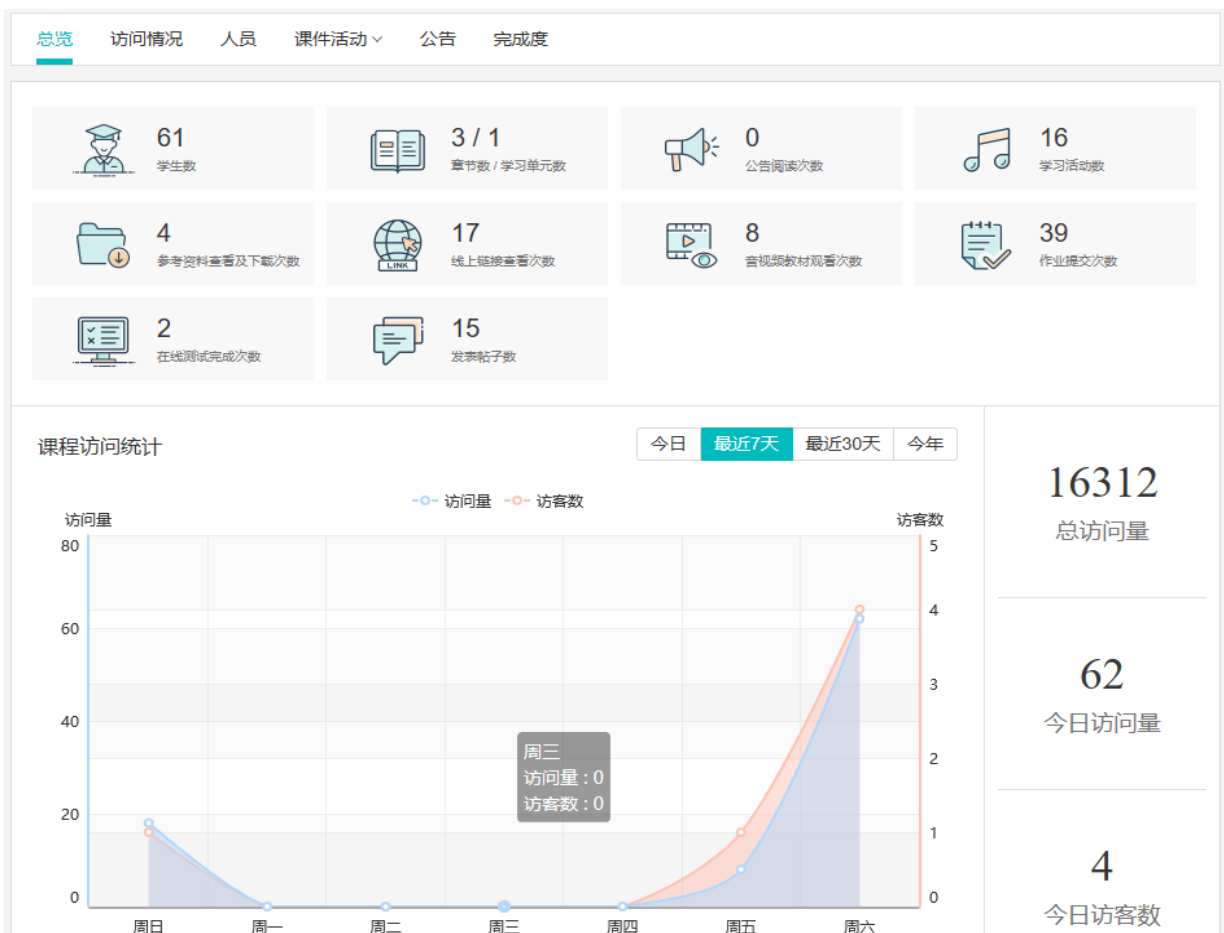 总览 访问情况 人员 课件活动 公告 完成度
61
学生数
3 / 1
章节数 / 学习单元数
0
公告阅读次数
16
学习活动数
4
参考资料查看及下载次数
LINK
17
线上链接查看次数
8
音视频教材观看次数
39
作业提交次数
2
在线测试完成次数
15
发表帖子数
课程访问统计
今日 最近7天 最近30天 今年
访问量 访客数
访问量
访客数
80
60
40
20
0
5
4
3
2
1
0
周三
访问量 : 0
访客数 : 0
周日 周一 周二 周三 周四 周五 周六
16312
总访问量
62
今日访问量
4
今日访客数